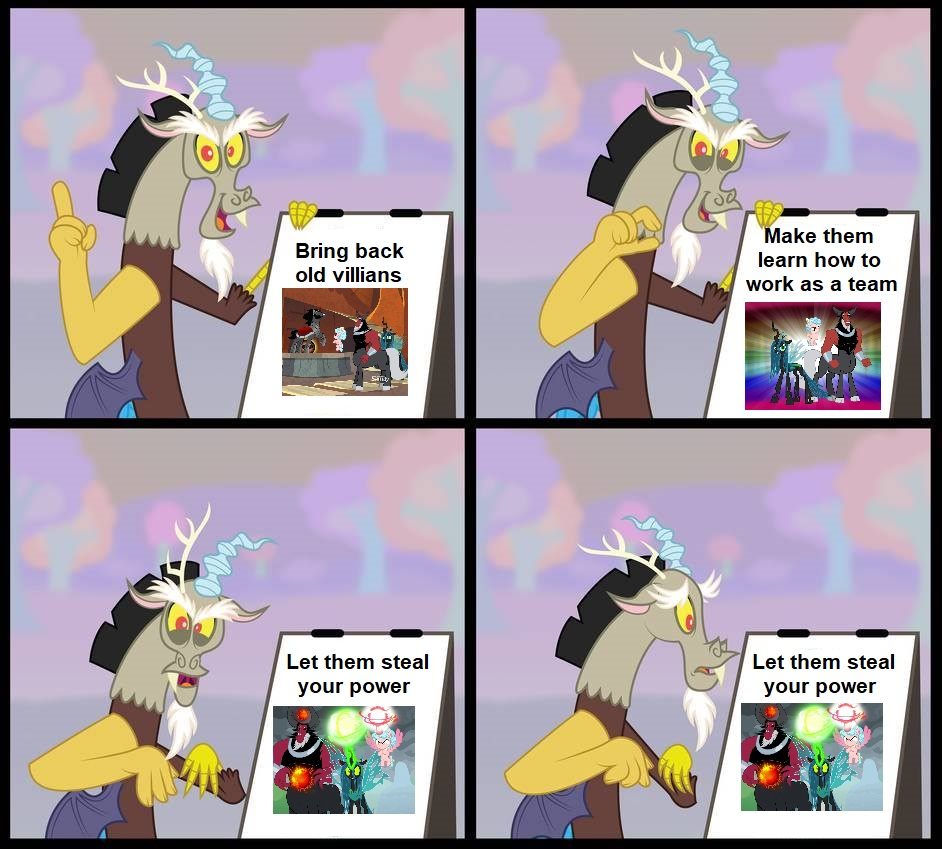 Bring back
old villians
Make them
learn how to
work as a team
Let them steal
your power
Let them steal
your power